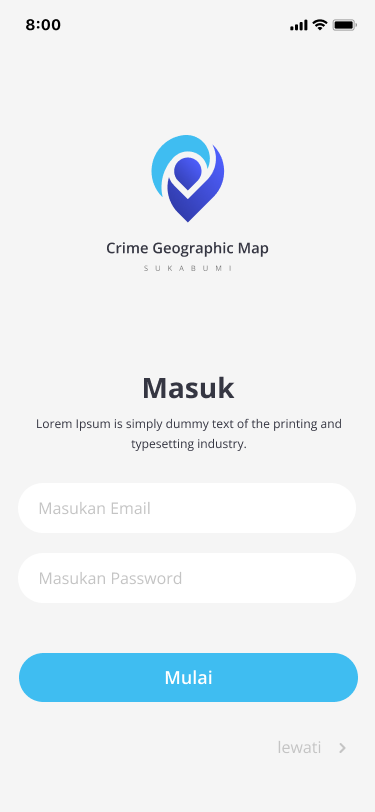 8:00
Crime Geographic Map
SUKABUMI
Masuk
Lorem Ipsum is simply dummy text of the printing and
typesetting industry.
Masukan Email
Masukan Password
Mulai
lewati